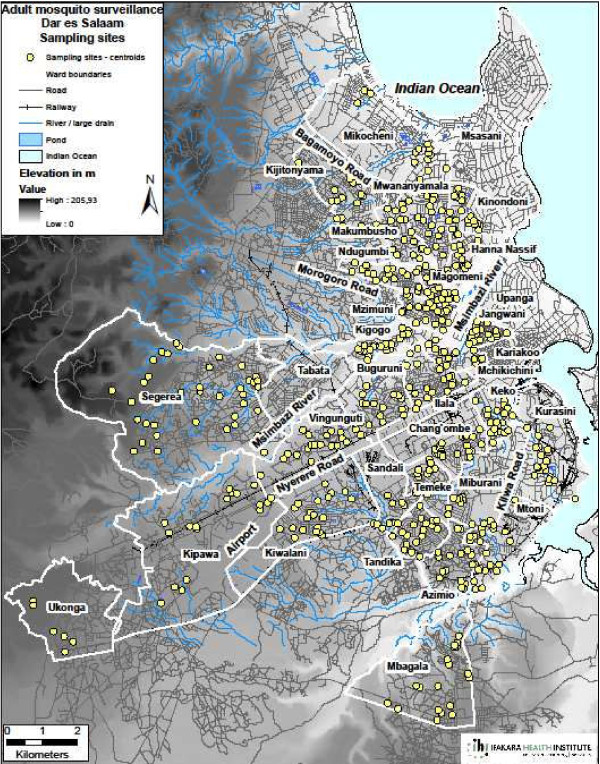 Adult mosquito surveillance
Dar es Salaam
Sampling sites
Sampling sites - centroids
Ward boundaries
Road
Railway
River / large drain
Pond
Indian Ocean
Elevation in m
Value
High : 205,93
Low : 0
N
Indian Ocean
Mikocheni
Msasani
Bagamoyo Road
Kijitonyama
Mwananyamala
Kinondoni
Makumbusho
Ndugumbi
Hanna Nassif
Morogoro Road
Magomeni
Msimbazi River
Upanga
Mzimuni
Jangwani
Kigogo
Kariakoo
Tabata
Buguruni
Mchikichini
Segerea
Keko
Msimbazi River
Vingunguti
Ilala
Kurasini
Chang'ombe
Nyerere Road
Sandali
Kilwa Road
Temeke
Miburani
Mtoni
Airport
Kipawa
Kiwalani
Tandika
Azimio
Ukonga
Mbagala
0 1 2
Kilometers
ihi IFAKARA HEALTH INSTITUTE